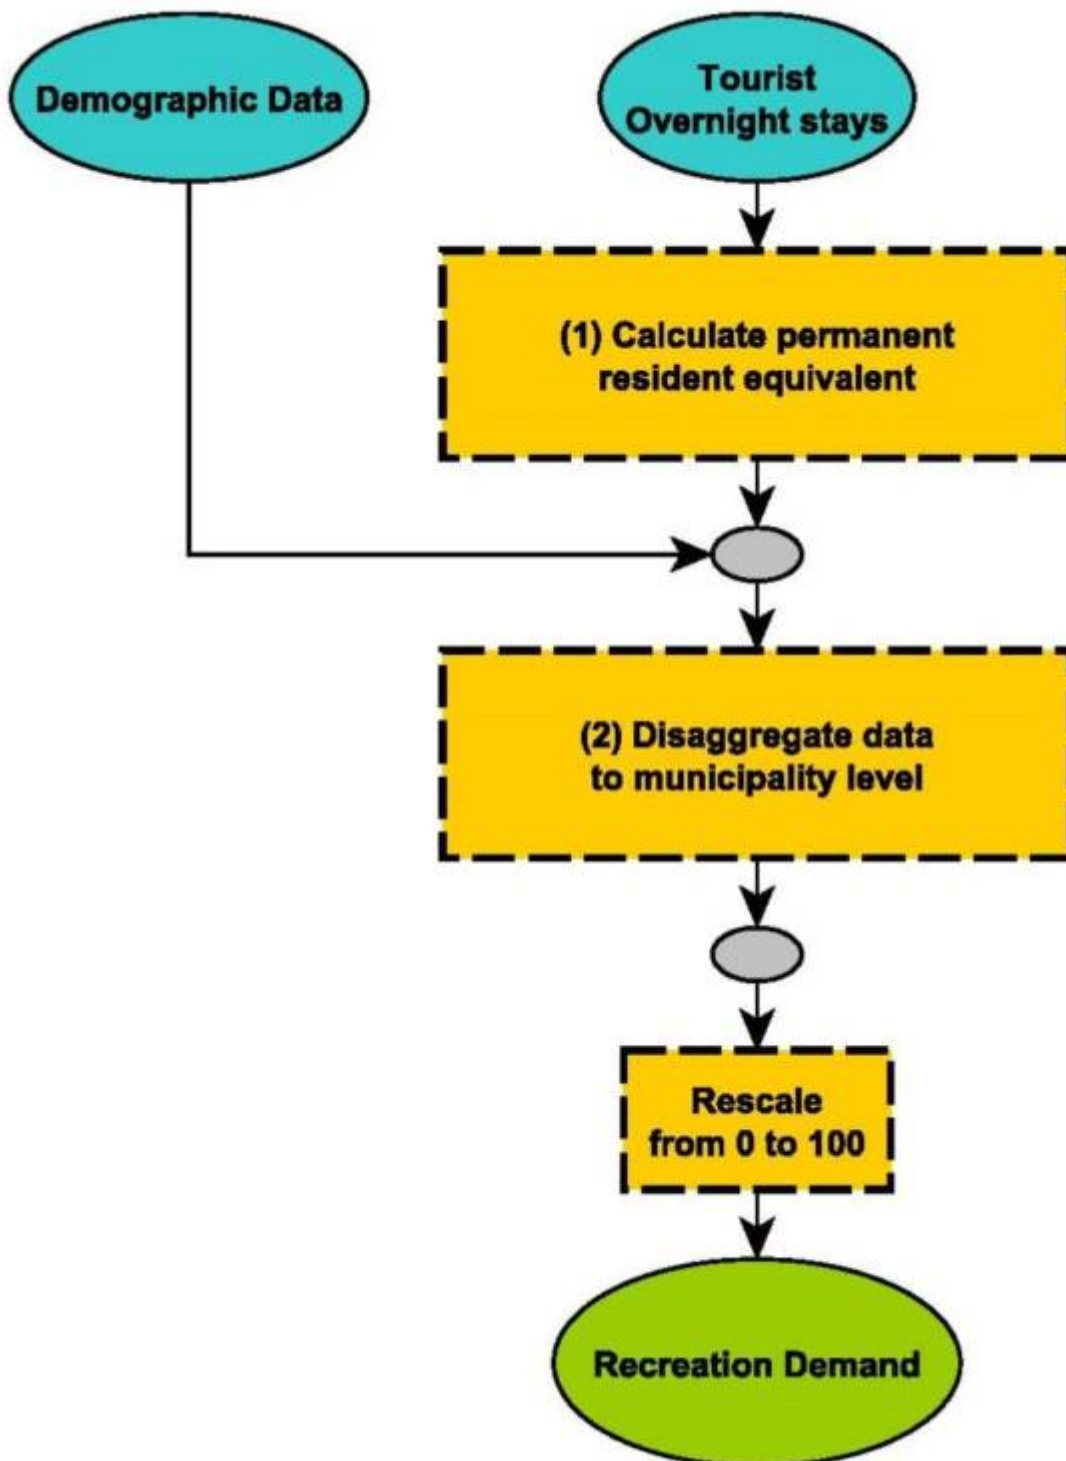 Demographic Data
Tourist
Overnight stays
(1) Calculate permanent
resident equivalent
(2) Disaggregate data
to municipality level
Rescale
from 0 to 100
Recreation Demand